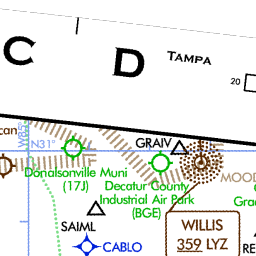 C
D
TAMPA
20
can
W85°
N31°
GRAIV
Donalsonville Muni
(17J)
Decatur County
Industrial Air Park
(BGE)
MOOD
Gra
SIAML
CABLO
WILLIS
359 LYZ
RE